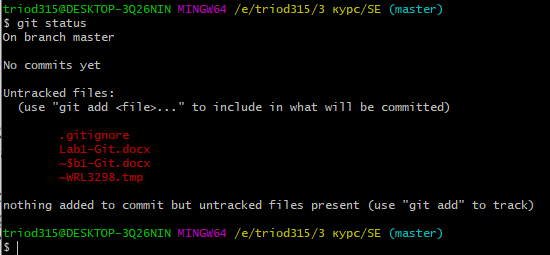 triod315@DESKTOP-3Q26NIN MINGW64 /e/triod315/3 курс/SE (master)
$ git status
On branch master
No commits yet
Untracked files:
(use "git add <file>..." to include in what will be committed)
.gitignore
Lab1-Git.docx
~$b1-Git.docx
~WRL3298.tmp
nothing added to commit but untracked files present (use "git add" to track)
triod315@DESKTOP-3Q26NIN MINGW64 /e/triod315/3 курс/SE (master)
$